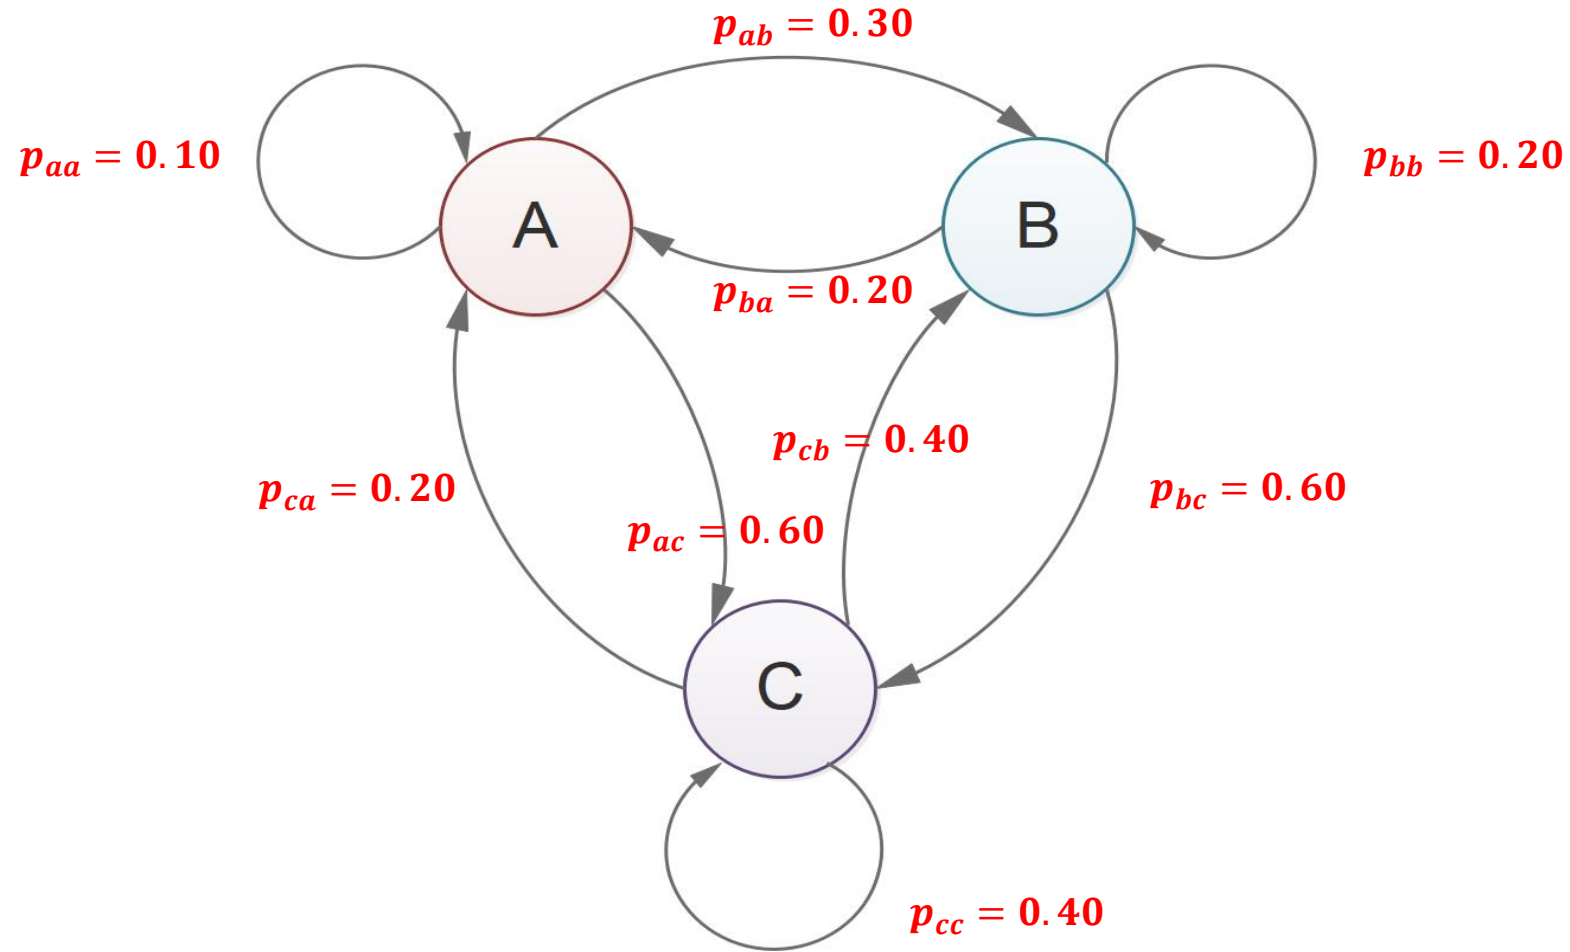 p_ab = 0.30
p_aa = 0.10
A
B
p_bb = 0.20
p_ba = 0.20
p_cb = 0.40
p_ca = 0.20
p_bc = 0.60
p_ac = 0.60
C
p_cc = 0.40